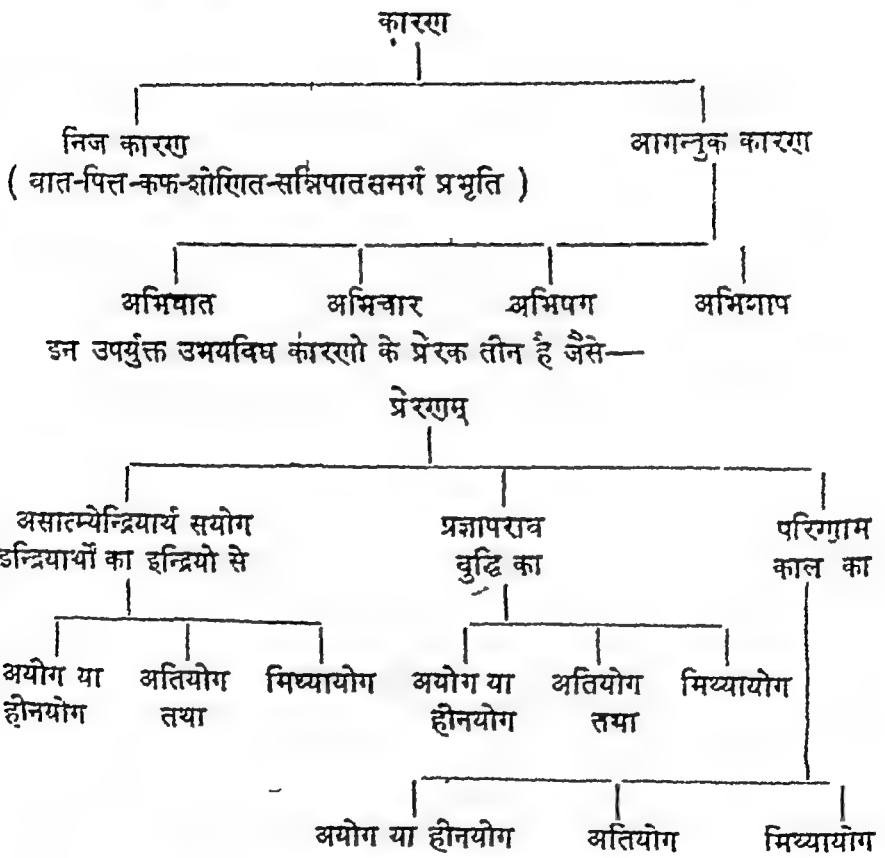 कारण
निज कारण आगन्तुक कारण
( वात-पित्त-कफ-शोणित-सन्निपातसमर्ग प्रभृति )
अभिघात अभिचार अभिषग अभिशाप
इन उपर्युक्त उभयविध कारणो के प्रेरक तीन है जैसे—
प्रेरणम्
असात्म्येन्द्रियार्थ सयोग प्रज्ञापराध परिणाम
इन्द्रियार्थों का इन्द्रियो से बुद्धि का काल का
अयोग या अतियोग मिथ्यायोग अयोग या अतियोग मिथ्यायोग
हीनयोग तथा हीनयोग तथा
अयोग या हीनयोग अतियोग मिथ्यायोग